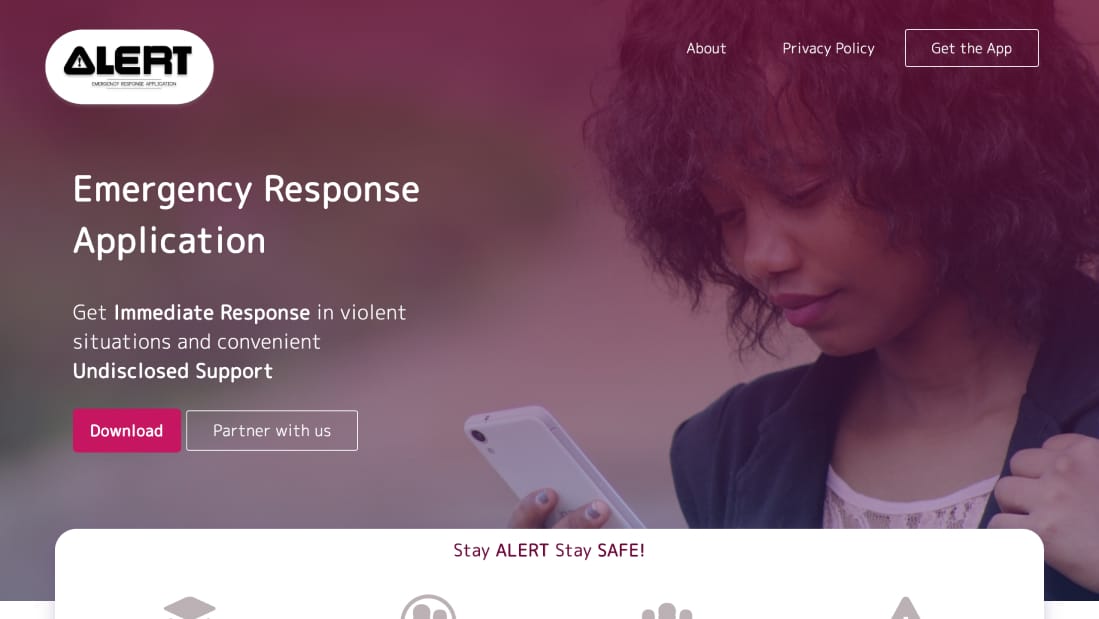 ALERT
EMERGENCY RESPONSE APPLICATION
About
Privacy Policy
Get the App
Emergency Response
Application
Get Immediate Response in violent
situations and convenient
Undisclosed Support
Download
Partner with us
Stay ALERT Stay SAFE!